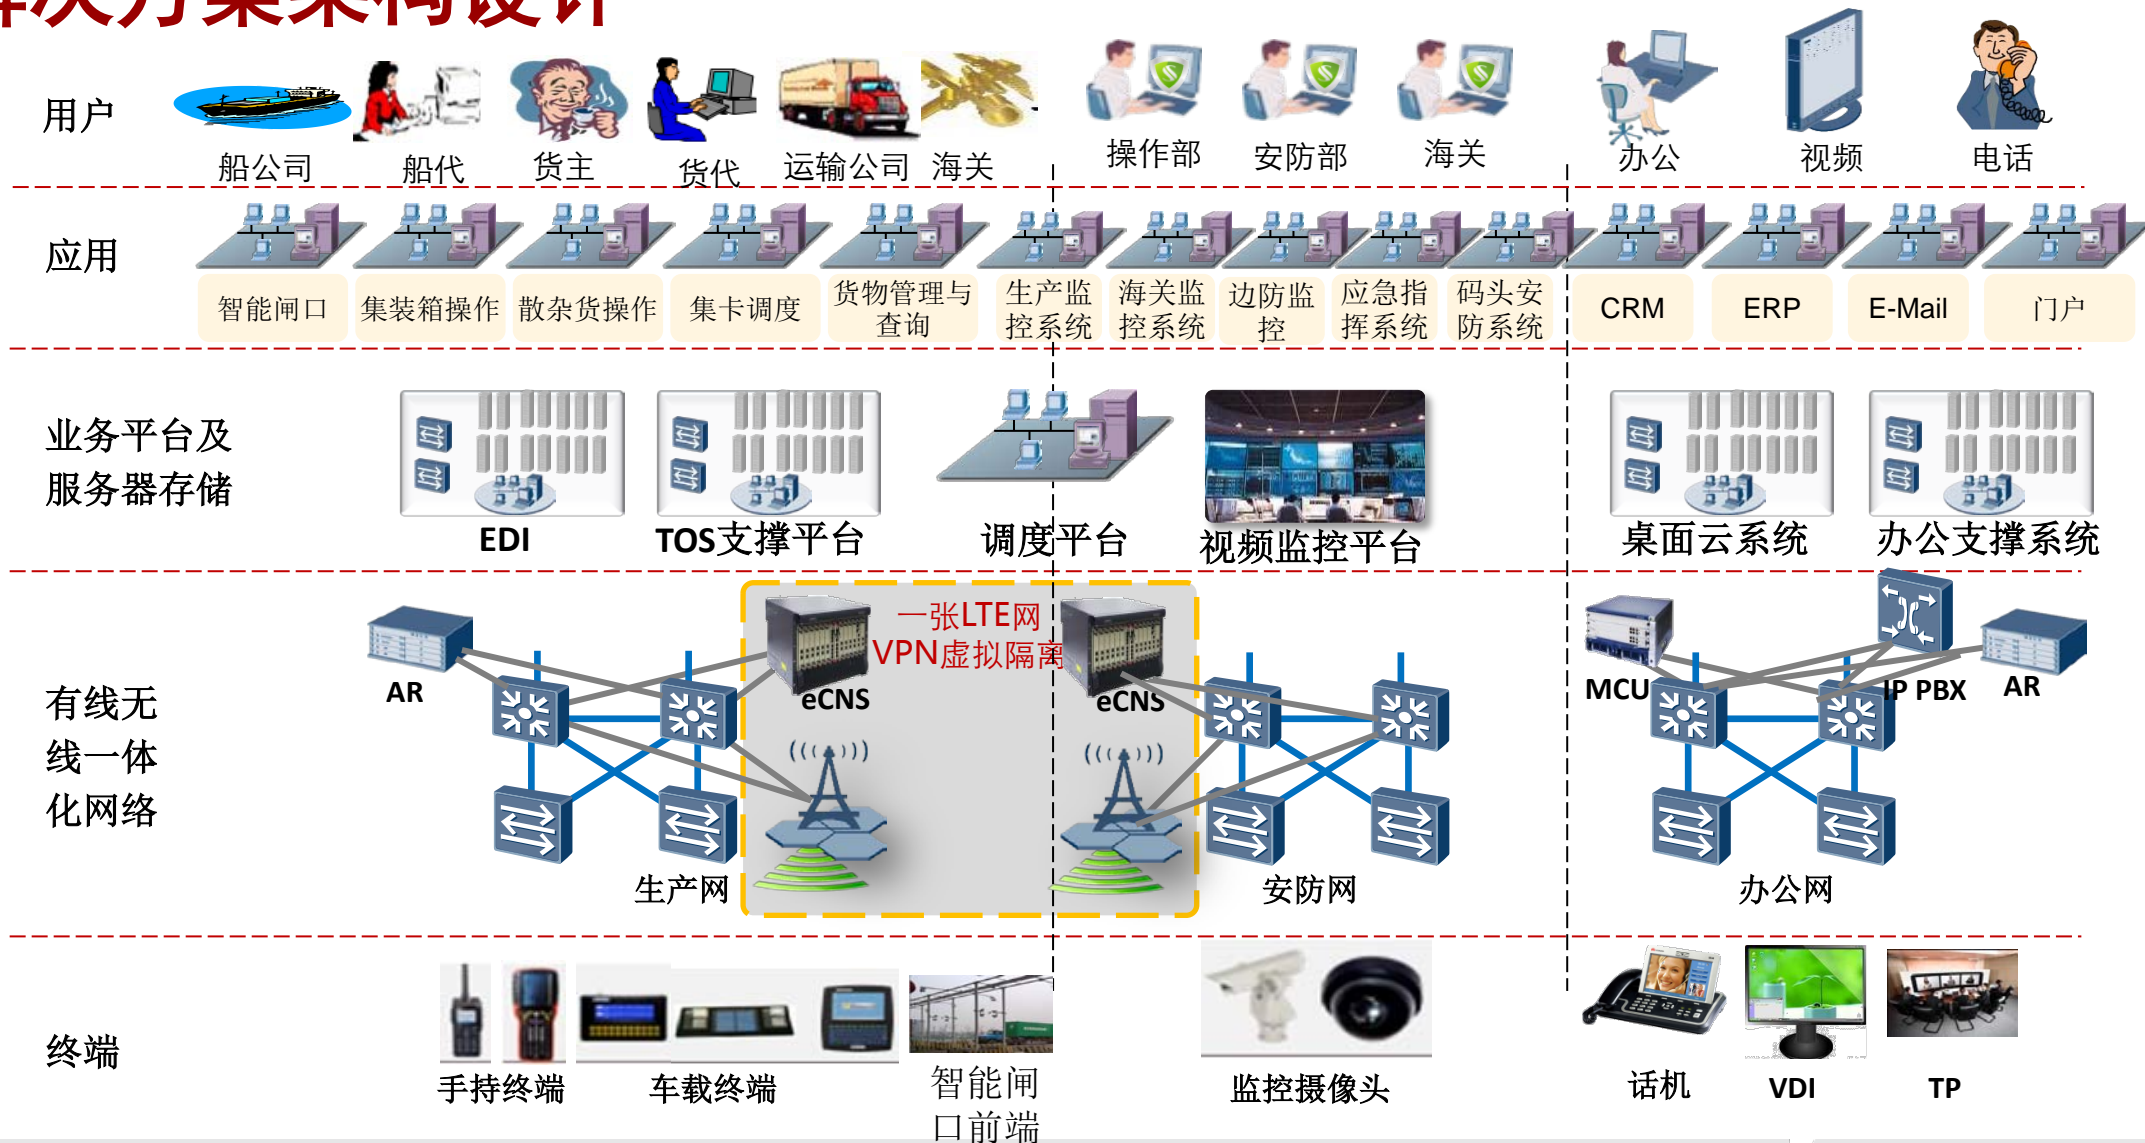 解决方案架构设计
用户
船公司
船代
货主
货代
运输公司
海关
操作部
安防部
海关
办公
视频
电话
应用
智能闸口
集装箱操作
散杂货操作
集卡调度
货物管理与
查询
生产监
控系统
海关监
控系统
边防监
控
应急指
挥系统
码头安
防系统
CRM
ERP
E-Mail
门户
业务平台及
服务器存储
EDI
TOS支撑平台
调度平台
视频监控平台
桌面云系统
办公支撑系统
有线无
线一体
化网络
AR
eCNS
一张LTE网
VPN虚拟隔离
eCNS
MCU
IP PBX
AR
生产网
安防网
办公网
终端
手持终端
车载终端
智能闸
口前端
监控摄像头
话机
VDI
TP